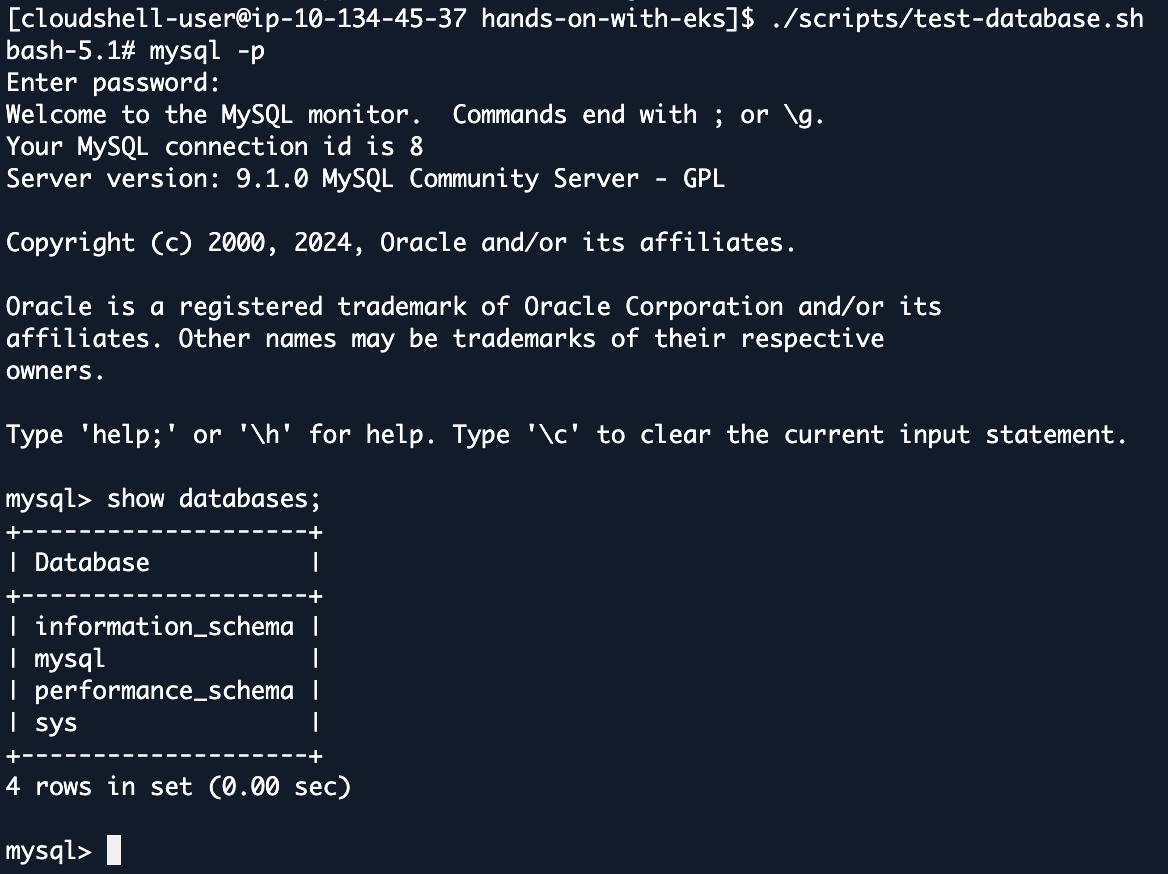 [cloudshell-user@ip-10-134-45-37 hands-on-with-eks]$ ./scripts/test-database.sh
bash-5.1# mysql -p
Enter password:
Welcome to the MySQL monitor.  Commands end with ; or \g.
Your MySQL connection id is 8
Server version: 9.1.0 MySQL Community Server - GPL

Copyright (c) 2000, 2024, Oracle and/or its affiliates.

Oracle is a registered trademark of Oracle Corporation and/or its
affiliates. Other names may be trademarks of their respective
owners.

Type 'help;' or '\h' for help. Type '\c' to clear the current input statement.

mysql> show databases;
+--------------------+
| Database           |
+--------------------+
| information_schema |
| mysql              |
| performance_schema |
| sys                |
+--------------------+
4 rows in set (0.00 sec)

mysql>